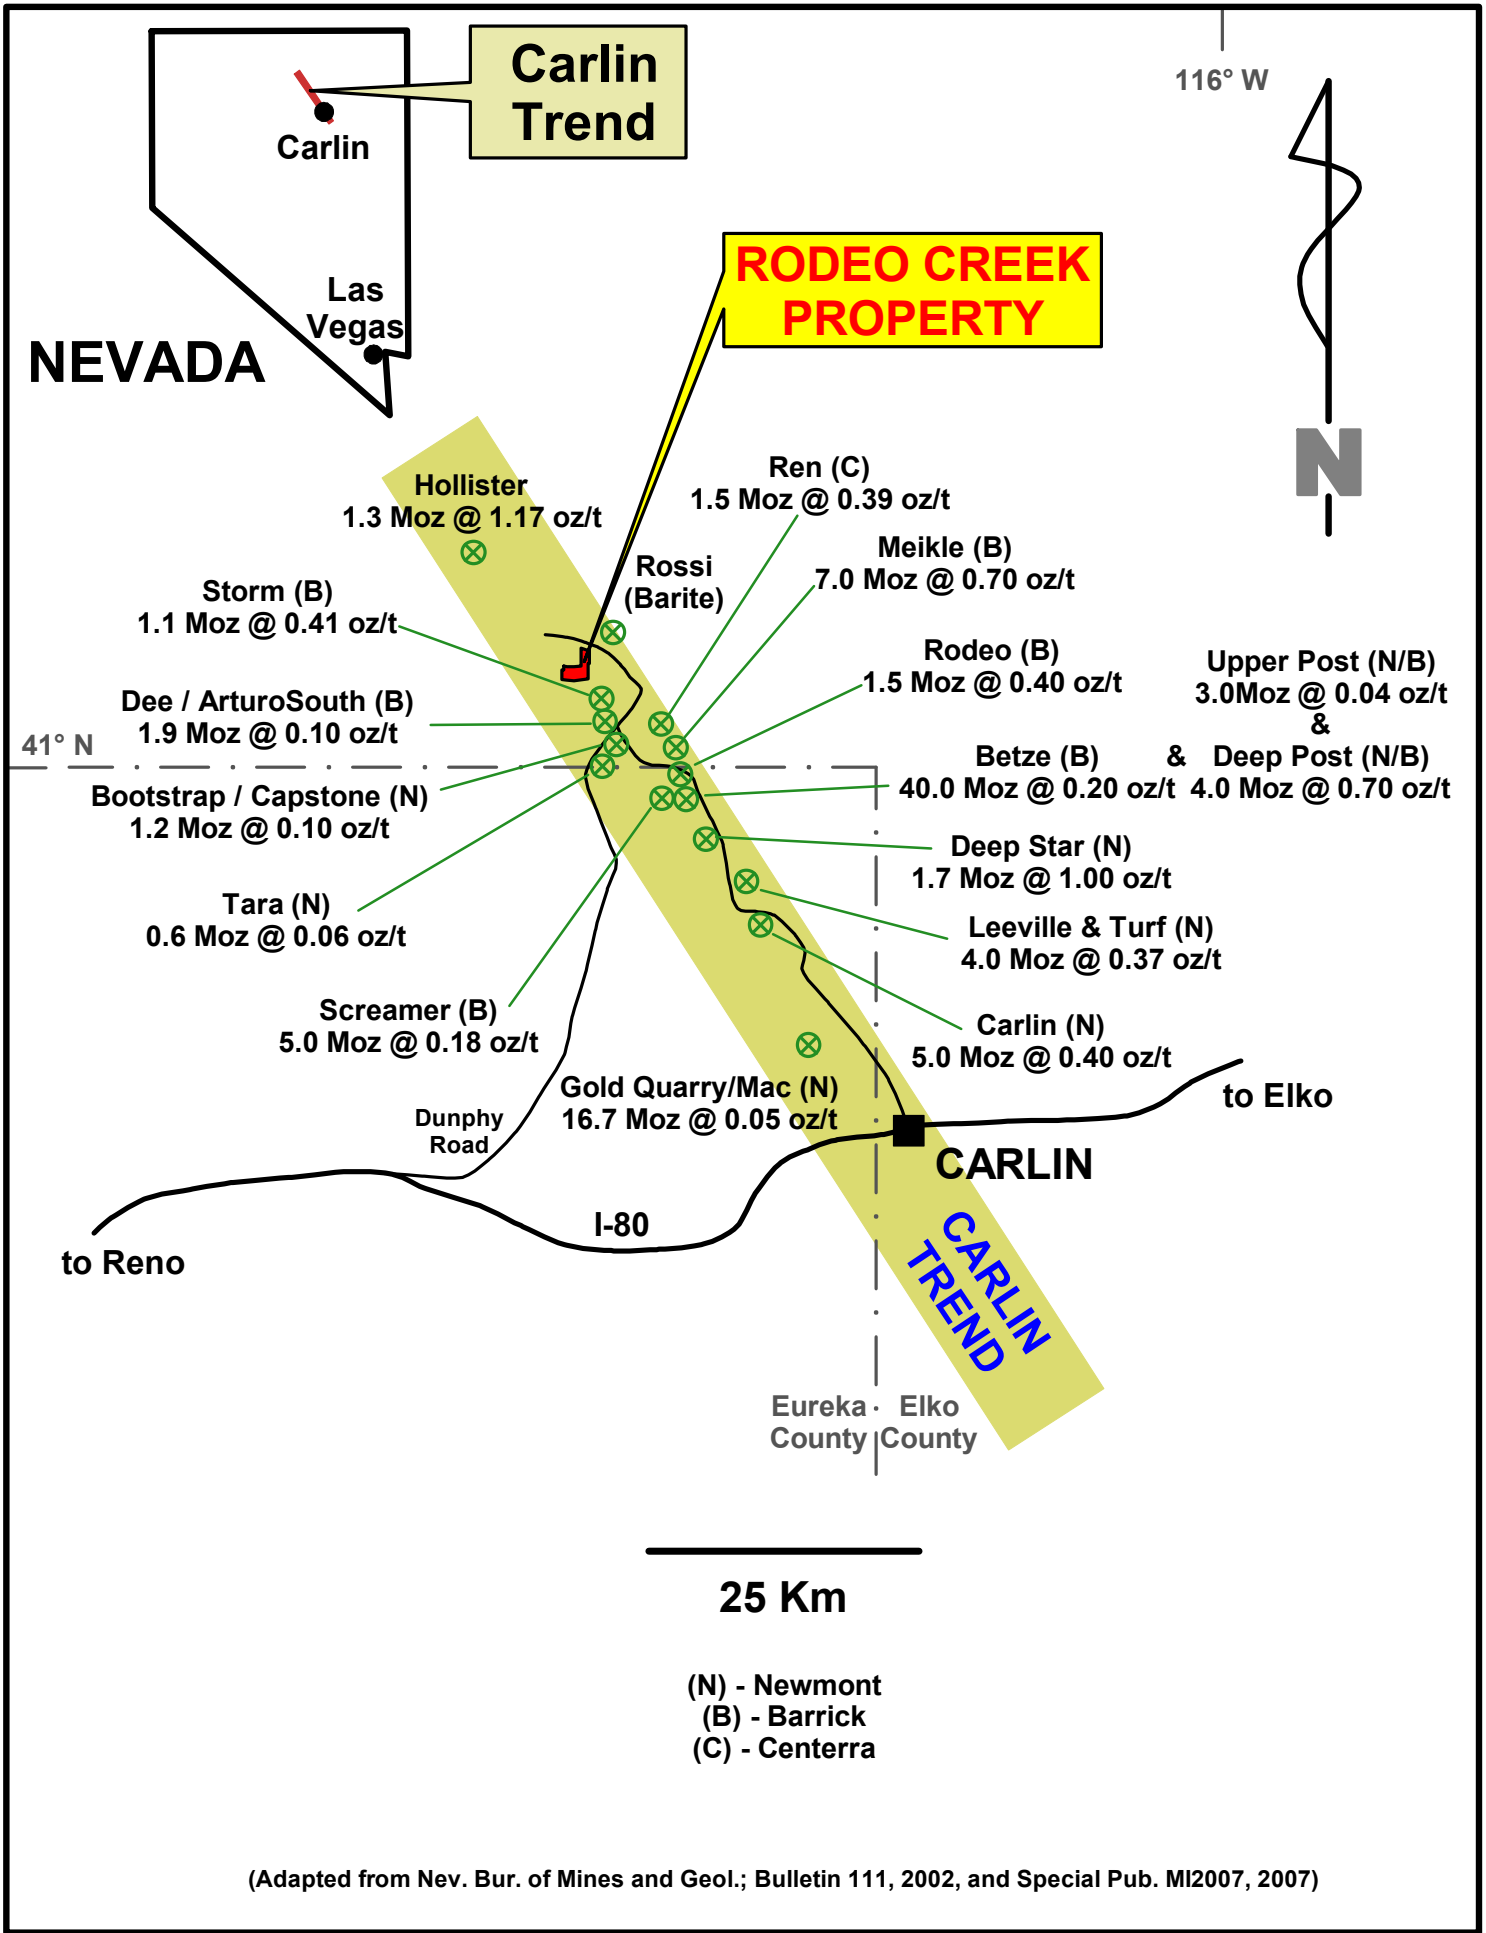 Carlin
Trend
116° W
Carlin
Las
Vegas
NEVADA
RODEO CREEK
PROPERTY
N
Hollister
1.3 Moz @ 1.17 oz/t
Ren (C)
1.5 Moz @ 0.39 oz/t
Meikle (B)
7.0 Moz @ 0.70 oz/t
Rossi
(Barite)
Storm (B)
1.1 Moz @ 0.41 oz/t
Rodeo (B)
1.5 Moz @ 0.40 oz/t
Upper Post (N/B)
3.0Moz @ 0.04 oz/t
&
Dee / ArturoSouth (B)
1.9 Moz @ 0.10 oz/t
41° N
Betze (B) & Deep Post (N/B)
40.0 Moz @ 0.20 oz/t 4.0 Moz @ 0.70 oz/t
Bootstrap / Capstone (N)
1.2 Moz @ 0.10 oz/t
Deep Star (N)
1.7 Moz @ 1.00 oz/t
Tara (N)
0.6 Moz @ 0.06 oz/t
Leeville & Turf (N)
4.0 Moz @ 0.37 oz/t
Screamer (B)
5.0 Moz @ 0.18 oz/t
Carlin (N)
5.0 Moz @ 0.40 oz/t
Gold Quarry/Mac (N)
16.7 Moz @ 0.05 oz/t
to Elko
Dunphy
Road
CARLIN
I-80
to Reno
CARLIN
TREND
Eureka
County
Elko
County
25 Km
(N) - Newmont
(B) - Barrick
(C) - Centerra
(Adapted from Nev. Bur. of Mines and Geol.; Bulletin 111, 2002, and Special Pub. MI2007, 2007)